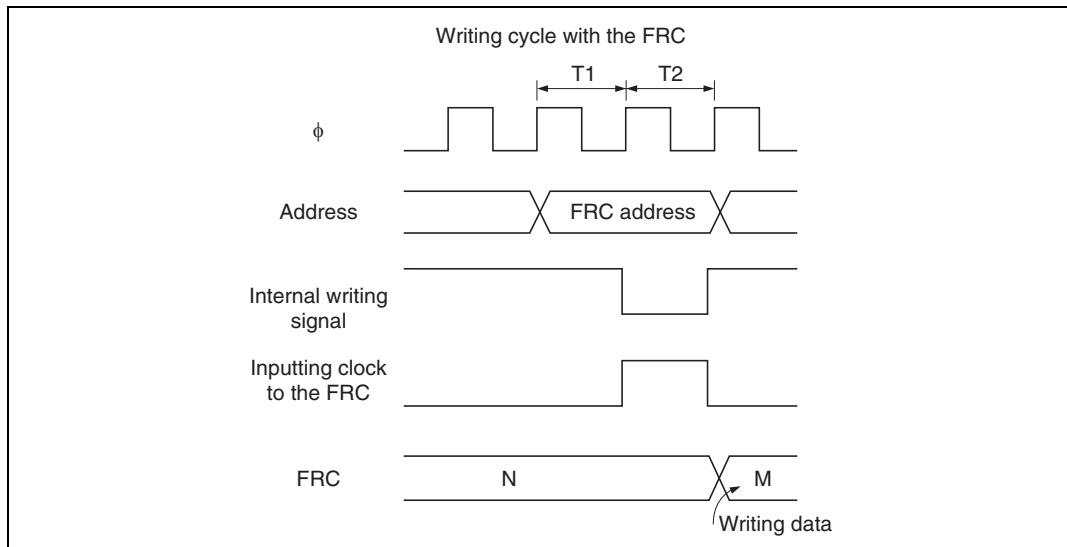 Writing cycle with the FRC
T1
T2
ϕ
Address
FRC address
Internal writing
signal
Inputting clock
to the FRC
FRC
N
M
Writing data